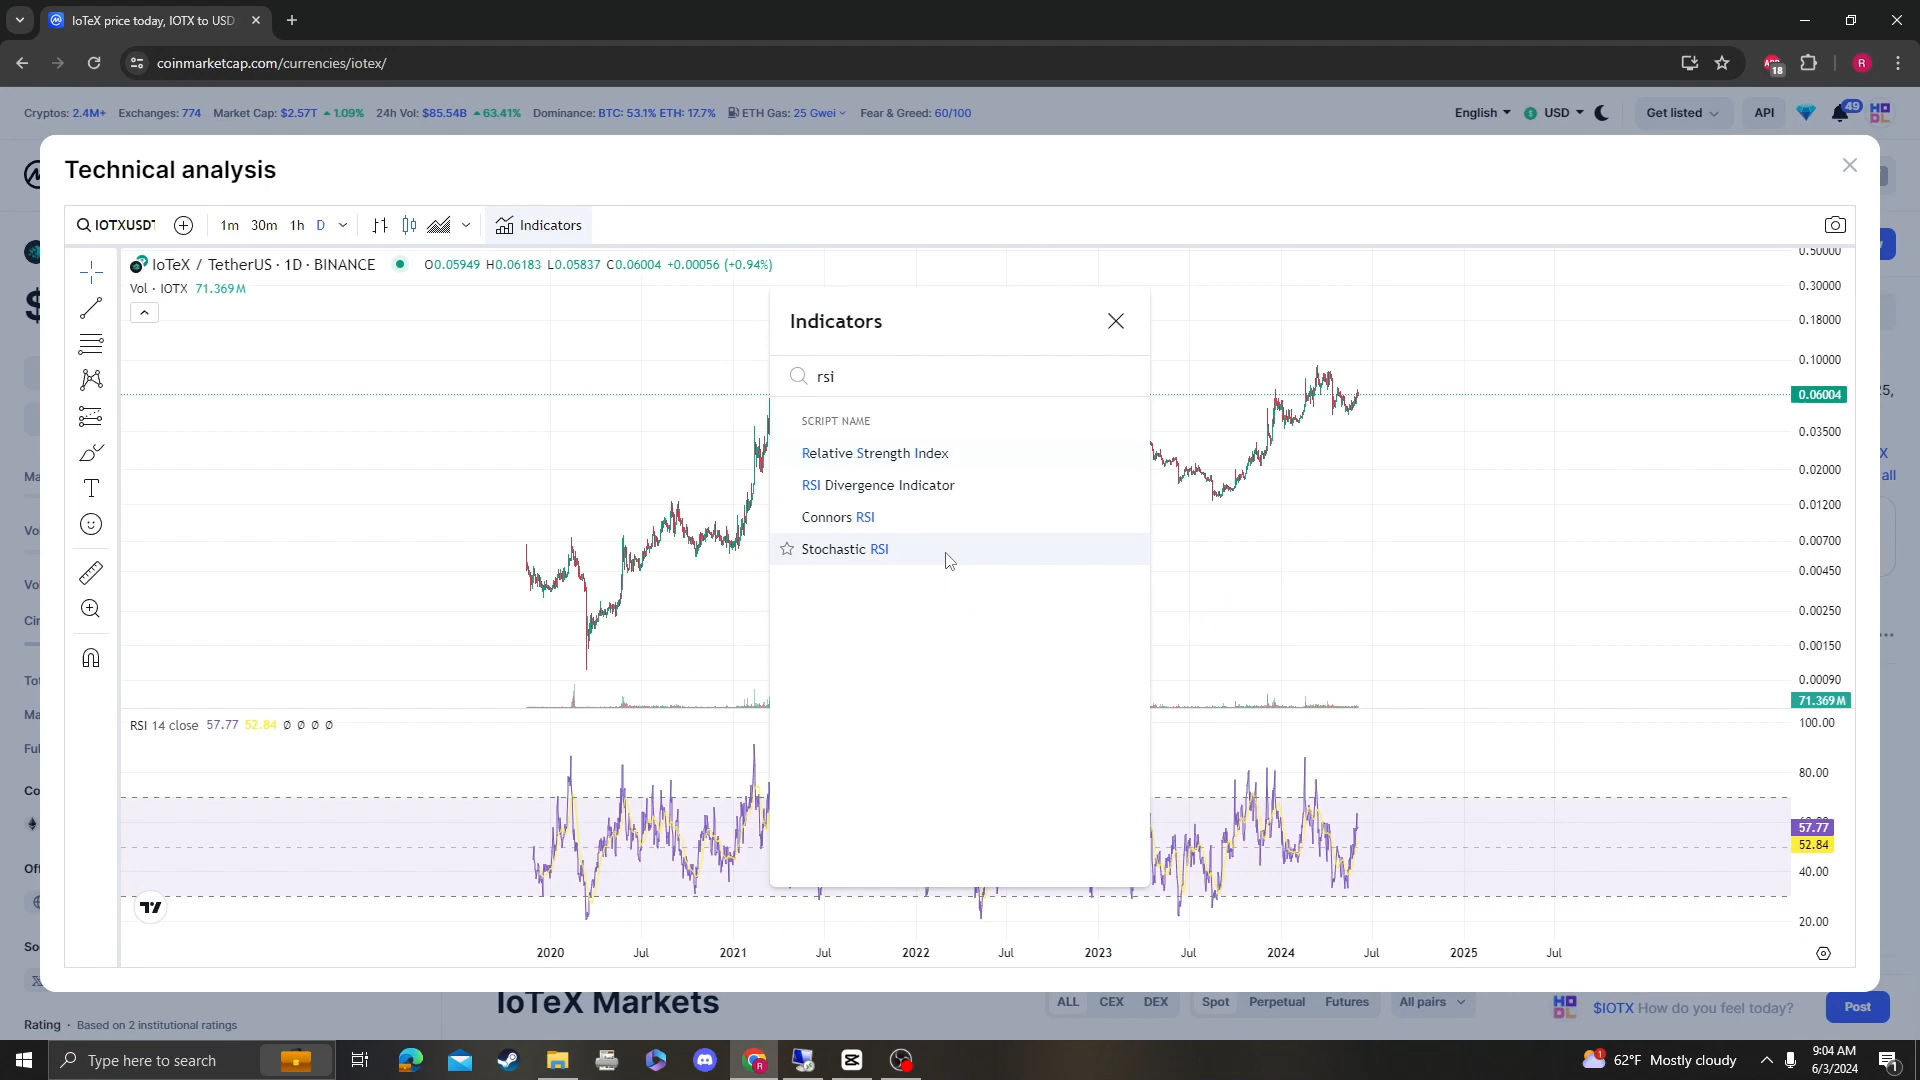 IoTeX price today, IOTX to USD
coinmarketcap.com/currencies/iotex/
18
R
Cryptos: 2.4M+ Exchanges: 774 Market Cap: $2.57T 1.09% 24h Vol: $85.54B 63.41% Dominance: BTC: 53.1% ETH: 17.7% ETH Gas: 25 Gwei Fear & Greed: 60/100
English USD Get listed API 49
Technical analysis
IOTXUSDT 1m 30m 1h D Indicators
IoTeX / TetherUS · 1D · BINANCE O0.05949 H0.06183 L0.05837 C0.06004 +0.00056 (+0.94%)
Vol · IOTX 71.369M
Indicators
rsi
SCRIPT NAME
Relative Strength Index
RSI Divergence Indicator
Connors RSI
Stochastic RSI
0.50000
0.30000
0.18000
0.10000
0.06004
0.03500
0.02000
0.01200
0.00700
0.00450
0.00250
0.00150
0.00090
71.369M
RSI 14 close 57.77 52.84 ∅ ∅ ∅ ∅
100.00
80.00
57.77
52.84
40.00
20.00
2020 Jul 2021 Jul 2022 Jul 2023 Jul 2024 Jul 2025 Jul
IoTeX Markets
ALL CEX DEX Spot Perpetual Futures All pairs
$IOTX How do you feel today? Post
Rating · Based on 2 institutional ratings
Type here to search
62°F Mostly cloudy
9:04 AM
6/3/2024